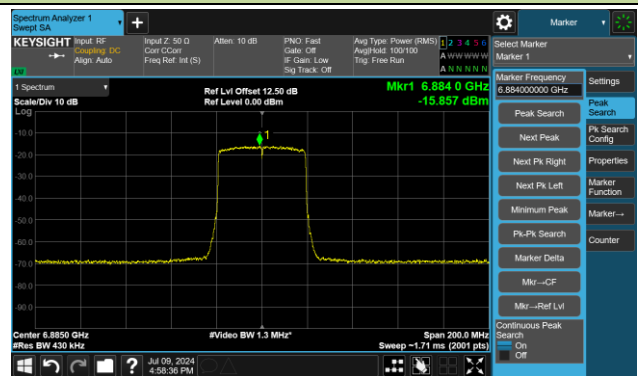 Spectrum Analyzer 1
Swept SA
+
Marker
KEYSIGHT
Input: RF
Coupling: DC
Align: Auto
Input Z: 50 Ω
Corr CCorr
Freq Ref: Int (S)
Atten: 10 dB
PNO: Fast
Gate: Off
IF Gain: Low
Sig Track: Off
Avg Type: Power (RMS)
Avg|Hold: 100/100
Trig: Free Run
1 2 3 4 5 6
A W W W W W
A N N N N N
Select Marker
Marker 1
1 Spectrum
Scale/Div 10 dB
Log
Ref Lvl Offset 12.50 dB
Ref Level 0.00 dBm
Mkr1 6.884 0 GHz
-15.857 dBm
1
-10.0
-20.0
-30.0
-40.0
-50.0
-60.0
-70.0
-80.0
-90.0
Center 6.8850 GHz
#Res BW 430 kHz
#Video BW 1.3 MHz*
Span 200.0 MHz
Sweep ~1.71 ms (2001 pts)
Marker Frequency
6.884000000 GHz
Peak Search
Next Peak
Next Pk Right
Next Pk Left
Minimum Peak
Pk-Pk Search
Marker Delta
Mkr→CF
Mkr→Ref Lvl
Continuous Peak
Search
On
Off
Settings
Peak
Search
Pk Search
Config
Properties
Marker
Function
Marker→
Counter
?
Jul 09, 2024
4:58:36 PM